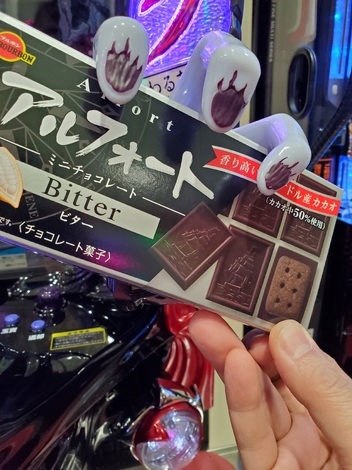 BOURBON
Alfort
アルフォート
ミニチョコレート
Bitter
ビター
(チョコレート菓子)
香り高い
ドル産カカオ
(カカオ中50%使用)